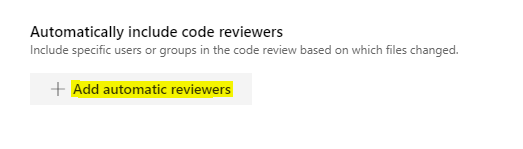 Automatically include code reviewers
Include specific users or groups in the code review based on which files changed.
+ Add automatic reviewers